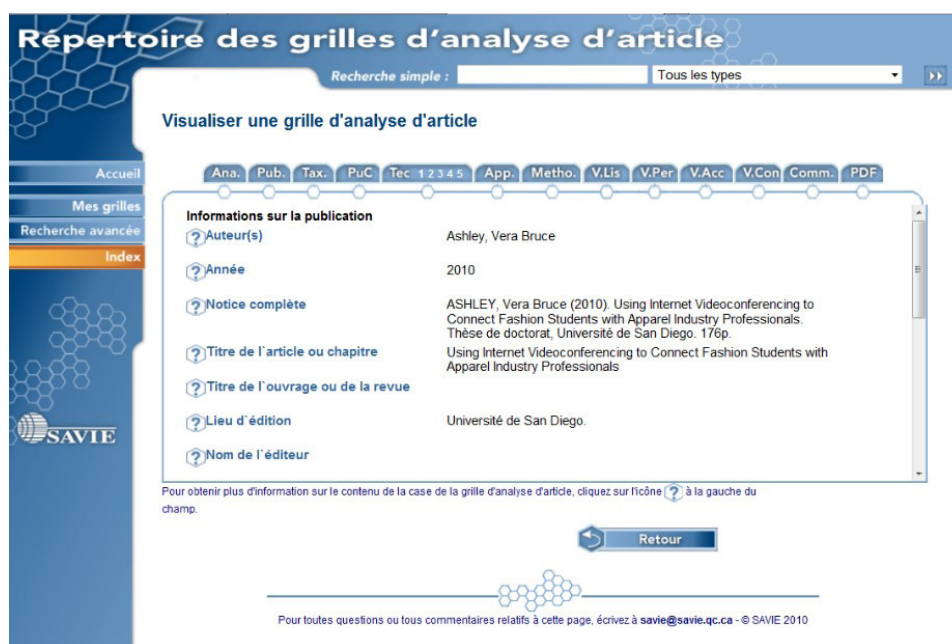 Répertoire des grilles d'analyse d'article
Recherche simple :
Tous les types
Visualiser une grille d'analyse d'article
Accueil
Mes grilles
Recherche avancée
Index
SAVIE
Ana. Pub. Tax. PuC Tec 1 2 3 4 5 App. Metho. V.Lis V.Per V.Acc V.Con Comm. PDF
Informations sur la publication
?Auteur(s) Ashley, Vera Bruce
?Année 2010
?Notice complète ASHLEY, Vera Bruce (2010). Using Internet Videoconferencing to
Connect Fashion Students with Apparel Industry Professionals.
Thèse de doctorat, Université de San Diego. 176p.
?Titre de l`article ou chapitre Using Internet Videoconferencing to Connect Fashion Students with
Apparel Industry Professionals
?Titre de l`ouvrage ou de la revue
?Lieu d`édition Université de San Diego.
?Nom de l`éditeur
Pour obtenir plus d'information sur le contenu de la case de la grille d'analyse d'article, cliquez sur l'icône ? à la gauche du
champ.
Retour
Pour toutes questions ou tous commentaires relatifs à cette page, écrivez à savie@savie.qc.ca - © SAVIE 2010